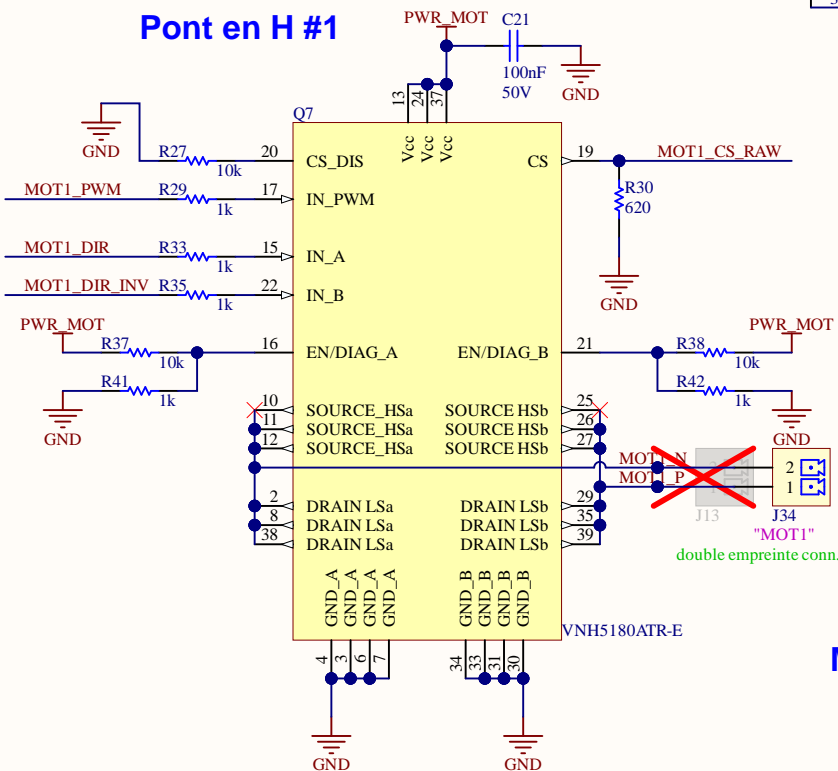 Pont en H #1
PWR_MOT
C21
100nF
50V
GND
13
24
37
Q7
Vcc
Vcc
Vcc
GND
R27
10k
20
CS_DIS
CS
19
MOT1_CS_RAW
MOT1_PWM
R29
1k
17
IN_PWM
R30
620
GND
MOT1_DIR
R33
1k
15
IN_A
MOT1_DIR_INV
R35
1k
22
IN_B
PWR_MOT
R37
10k
16
EN/DIAG_A
EN/DIAG_B
21
R38
10k
PWR_MOT
R41
1k
GND
R42
1k
GND
10
SOURCE_HSa
SOURCE HSb
25
11
SOURCE_HSa
SOURCE HSb
26
12
SOURCE_HSa
SOURCE HSb
27
2
DRAIN LSa
DRAIN LSb
29
8
DRAIN LSa
DRAIN LSb
35
38
DRAIN LSa
DRAIN LSb
39
MOT1_N
MOT1_P
2
1
J13
J34
"MOT1"
double empreinte conn.
GND_A
GND_A
GND_A
GND_A
GND_B
GND_B
GND_B
GND_B
VNH5180ATR-E
4
3
6
7
34
33
31
30
GND
GND